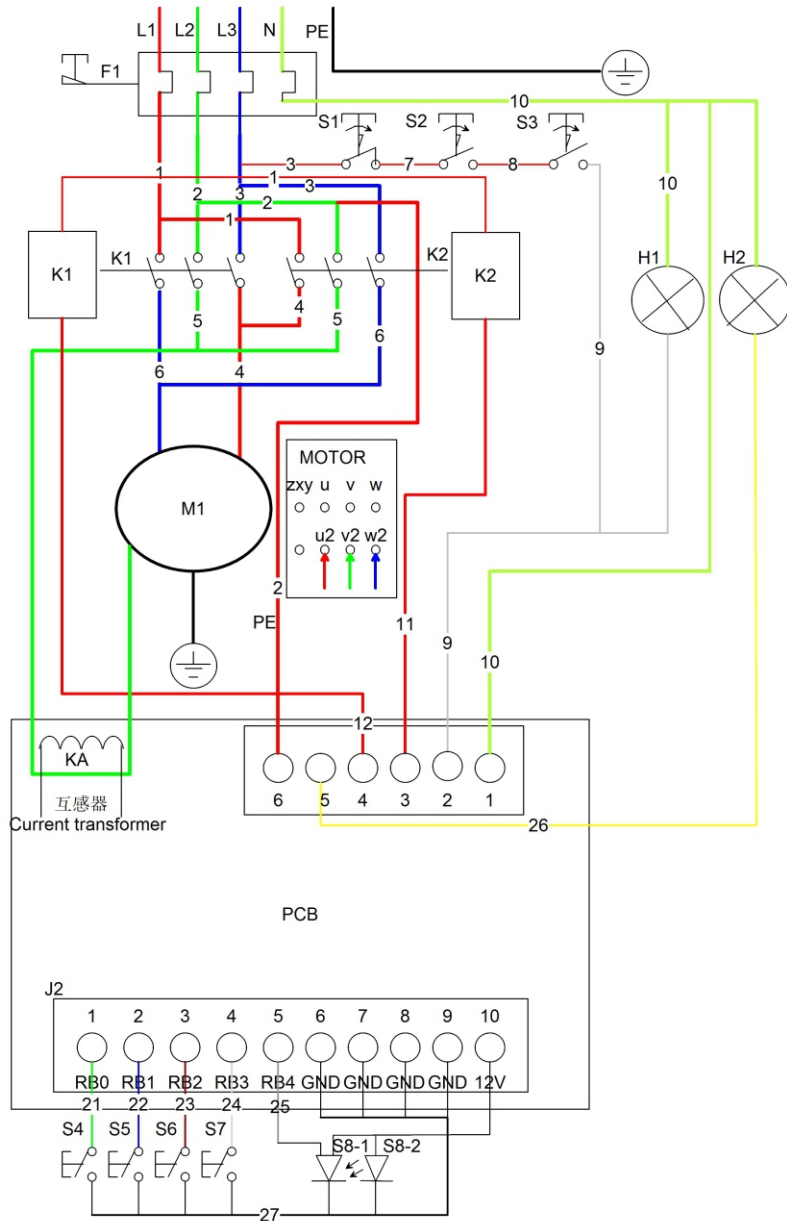 L1 L2 L3 N PE
F1
10
S1 S2 S3
3 7 8
1 1
2 3 3
2
1
10
K1 K1 K2 K2
H1 H2
4
5 5
6
9
6 4
MOTOR
zxy u v w
M1
u2 v2 w2
2
PE 11
9
10
12
KA
6 5 4 3 2 1
互感器
Current transformer
26
PCB
J2
1 2 3 4 5 6 7 8 9 10
RB0 RB1 RB2 RB3 RB4 GND GND GND GND 12V
21 22 23 24 25
S4 S5 S6 S7 S8-1 S8-2
27